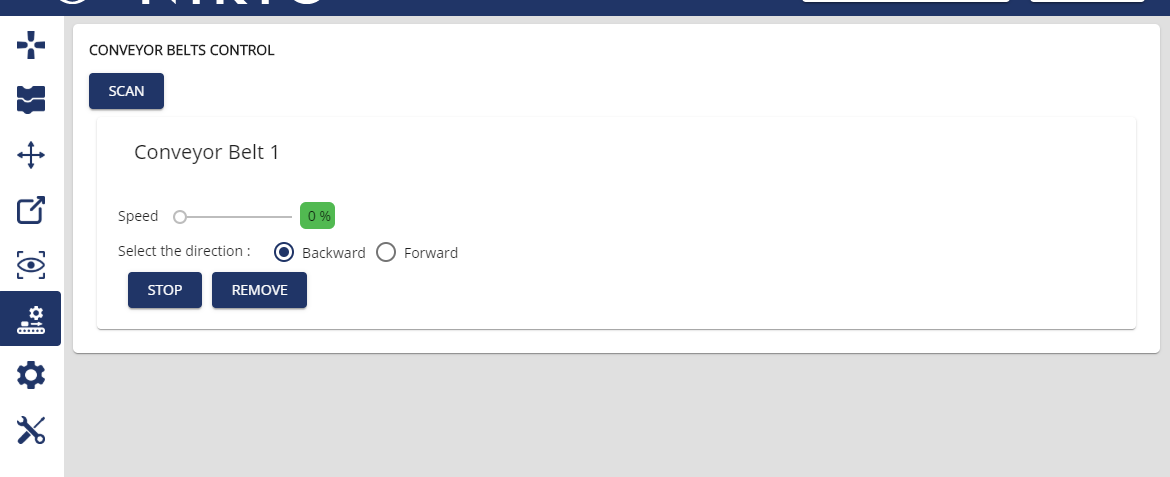 CONVEYOR BELTS CONTROL
SCAN
Conveyor Belt 1
Speed 0 %
Select the direction : Backward Forward
STOP REMOVE